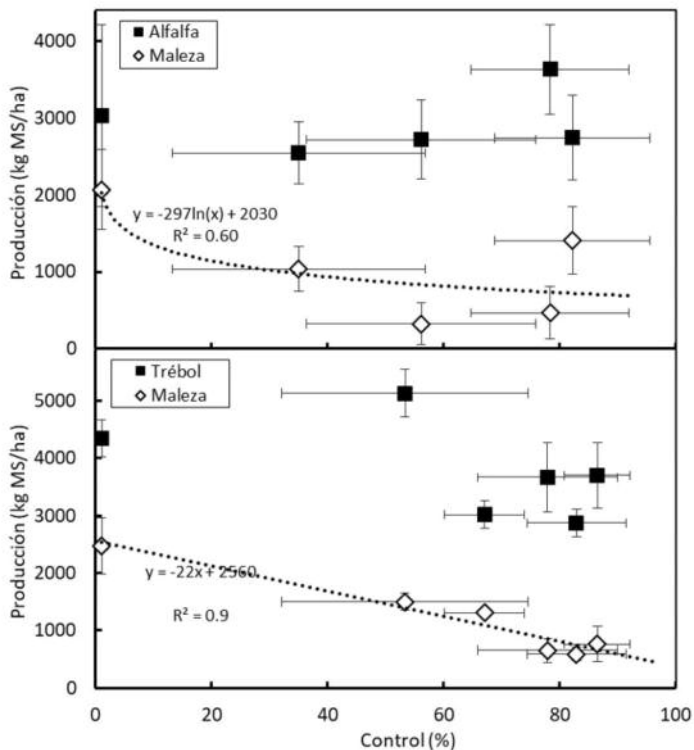 4000
3000
2000
1000
0
Producción (kg MS/ha)
Alfalfa
Maleza
y = -297ln(x) + 2030
R² = 0.60
5000
4000
3000
2000
1000
0
Producción (kg MS/ha)
Trébol
Maleza
y = -22x + 2560
R² = 0.9
0 20 40 60 80 100
Control (%)